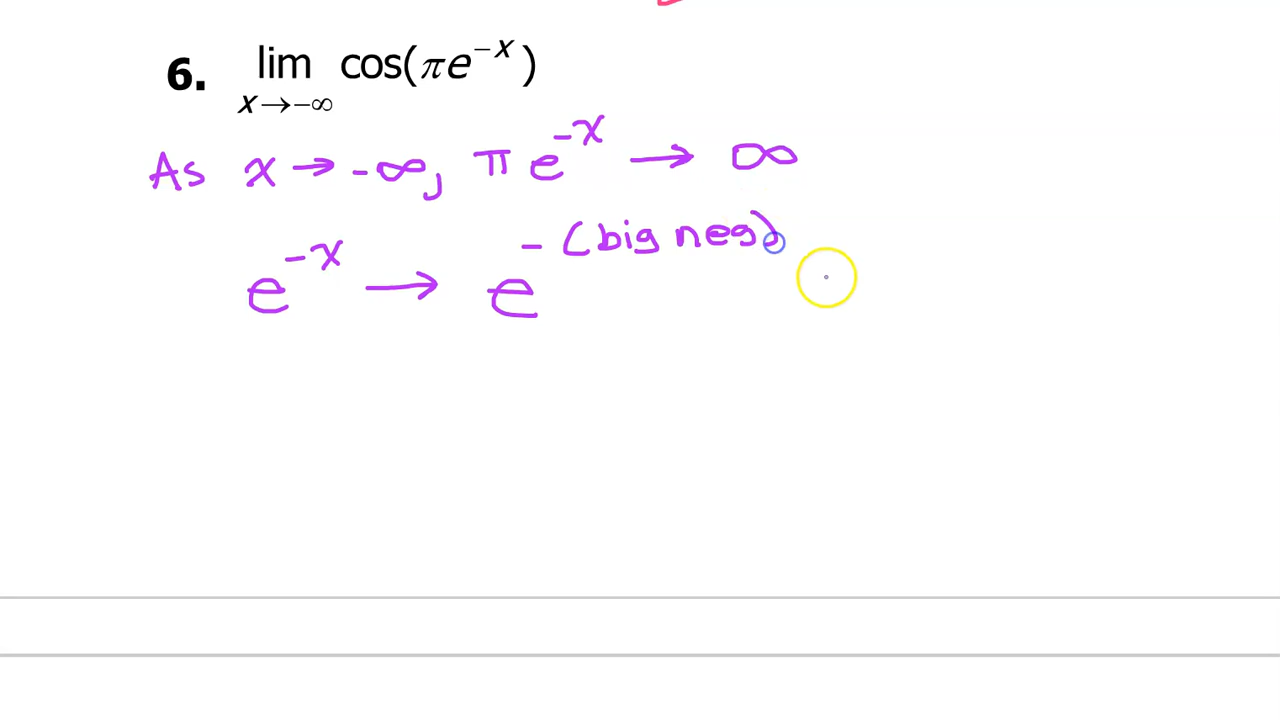 6. lim x→−∞ cos(πe^−x)
As x → -∞, πe^-x → ∞
e^-x → e^-(big neg)